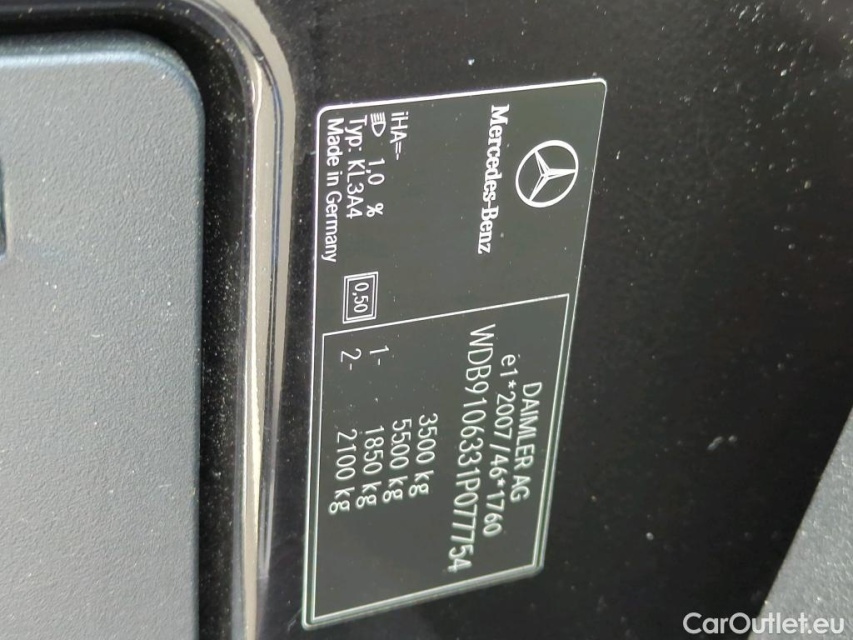 Mercedes-Benz
iHA=-
1,0 %
Typ: KL3A4
Made in Germany
0,50
DAIMLER AG
e1*2007/46*1760
WDB9106331P077754
3500 kg
5500 kg
1- 1850 kg
2- 2100 kg
CarOutlet.eu